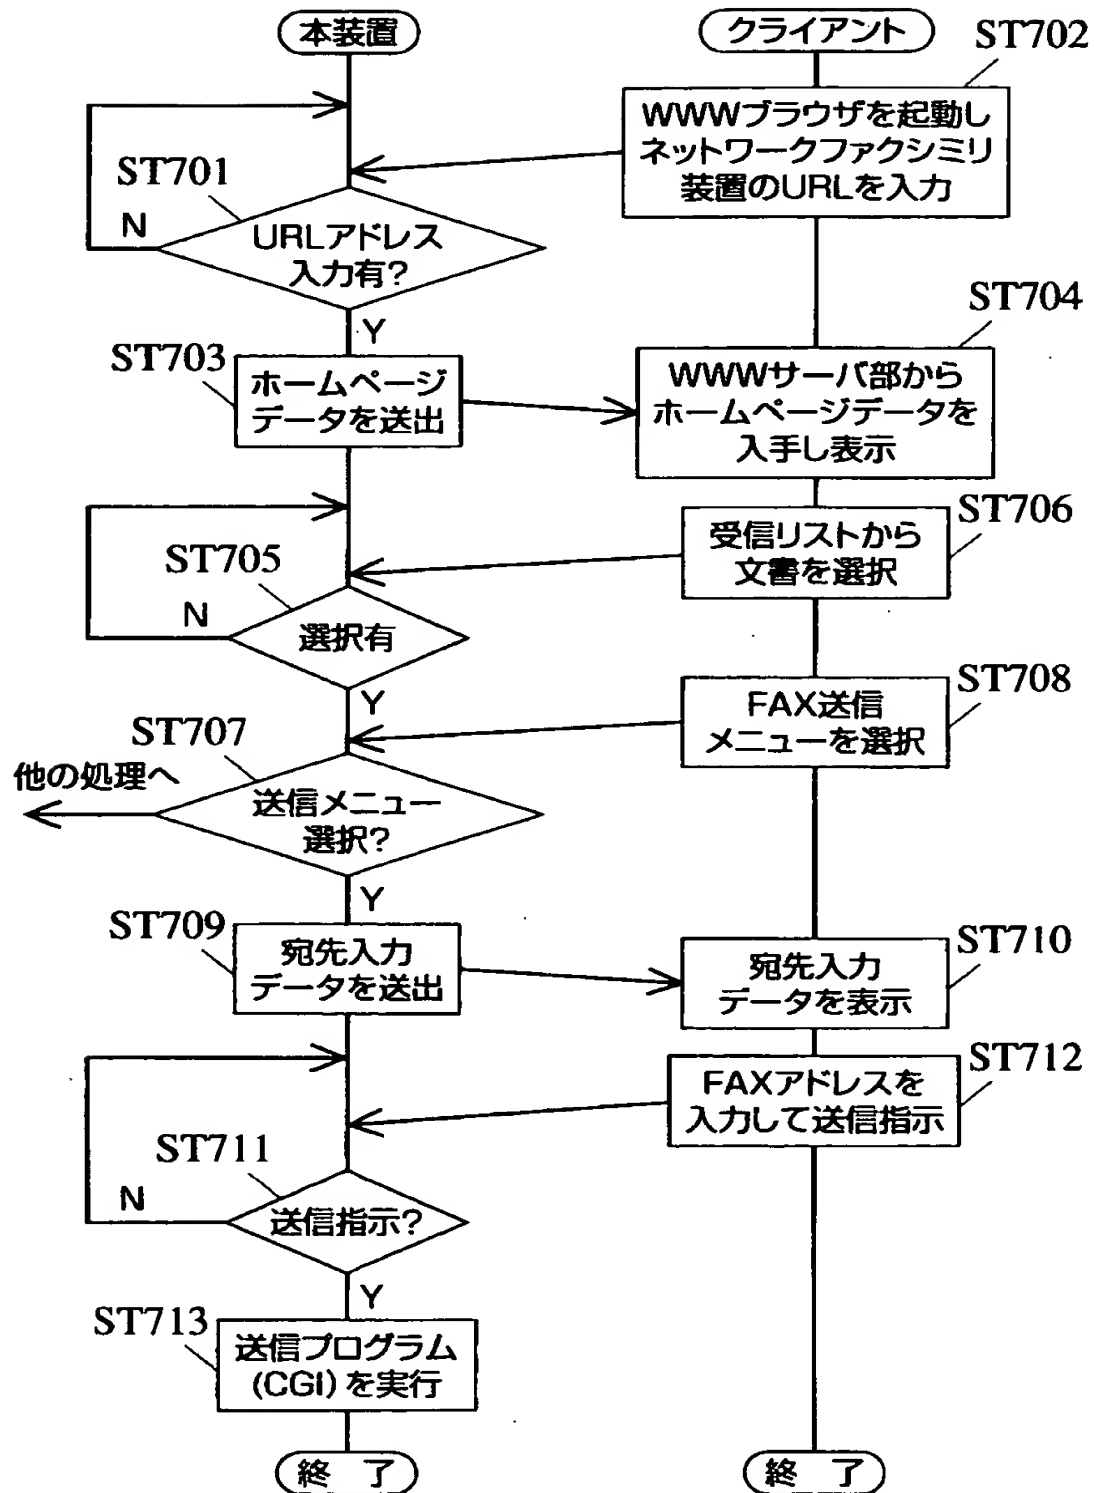 本装置
クライアント
ST702
WWWブラウザを起動し
ネットワークファクシミリ
装置のURLを入力
ST701
N
URLアドレス
入力有?
Y
ST704
ST703
ホームページ
データを送出
WWWサーバ部から
ホームページデータを
入手し表示
ST706
受信リストから
文書を選択
ST705
N
選択有
Y
ST708
FAX送信
メニューを選択
ST707
他の処理へ
送信メニュー
選択?
Y
ST709
宛先入力
データを送出
ST710
宛先入力
データを表示
ST712
FAXアドレスを
入力して送信指示
ST711
N
送信指示?
Y
ST713
送信プログラム
(CGI)を実行
終 了
終 了